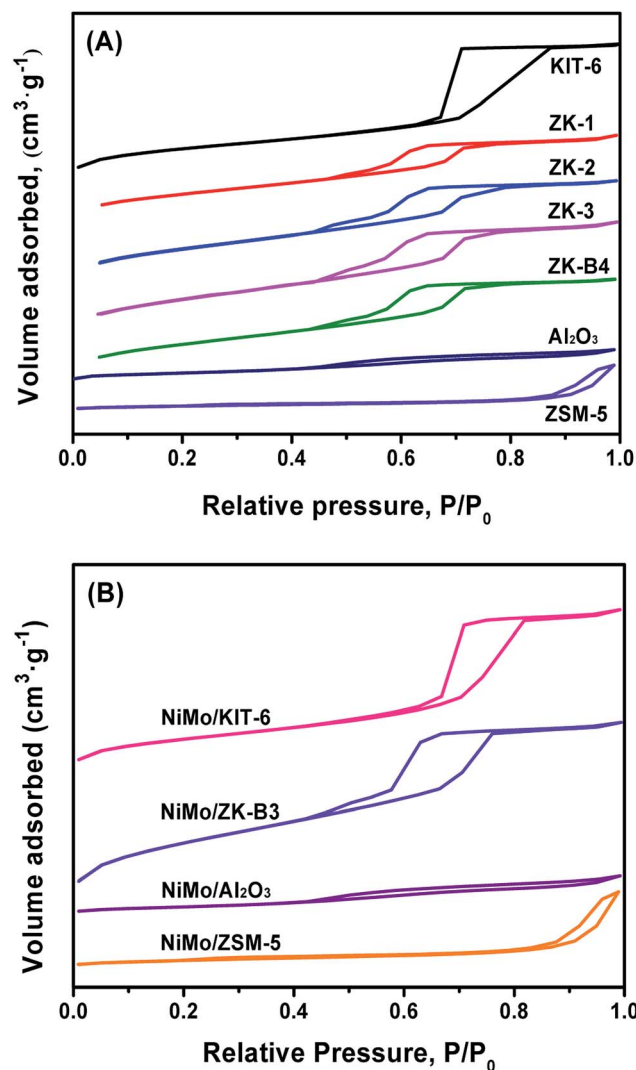 (A)
KIT-6
ZK-1
ZK-2
ZK-3
ZK-B4
Al₂O₃
ZSM-5
Volume adsorbed, (cm³·g⁻¹)
0.0 0.2 0.4 0.6 0.8 1.0
Relative pressure, P/P₀
(B)
NiMo/KIT-6
NiMo/ZK-B3
NiMo/Al₂O₃
NiMo/ZSM-5
Volume adsorbed (cm³·g⁻¹)
0.0 0.2 0.4 0.6 0.8 1.0
Relative Pressure, P/P₀